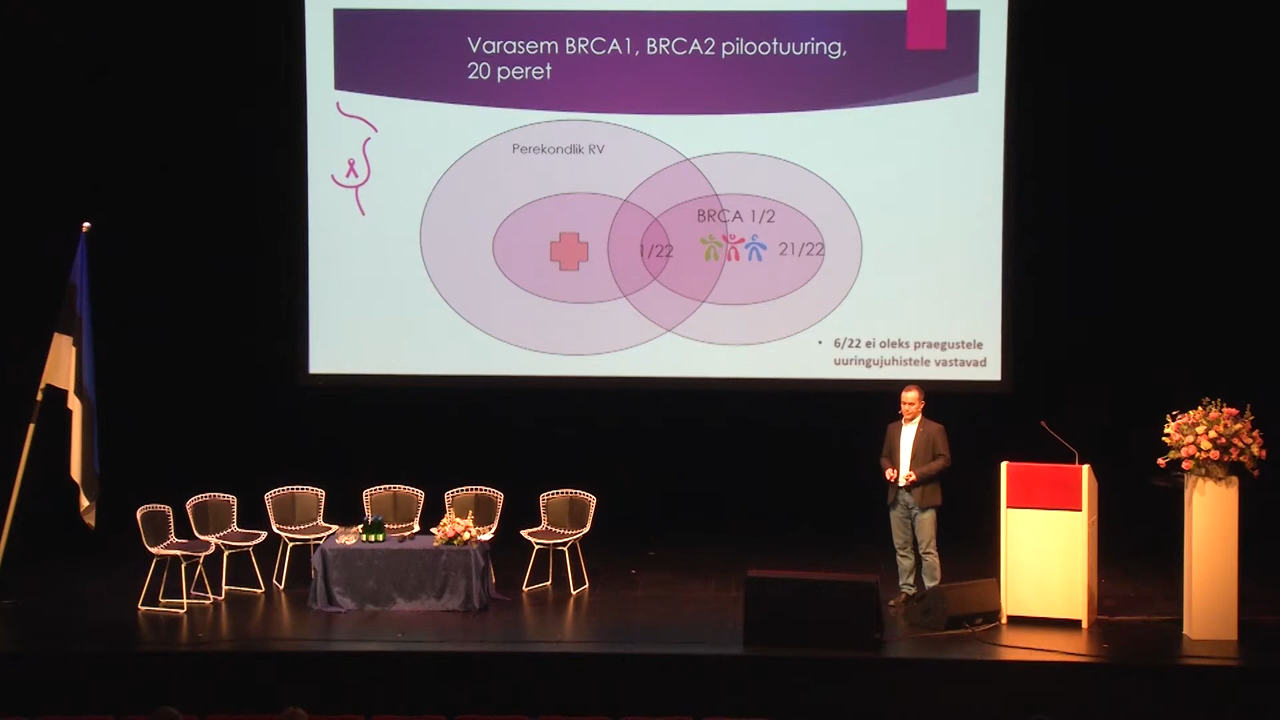 Varasem BRCA1, BRCA2 pilootuuring,
20 peret
Perekondlik RV
BRCA 1/2
1/22
21/22
• 6/22 ei oleks praegustele
uuringujuhistele vastavad